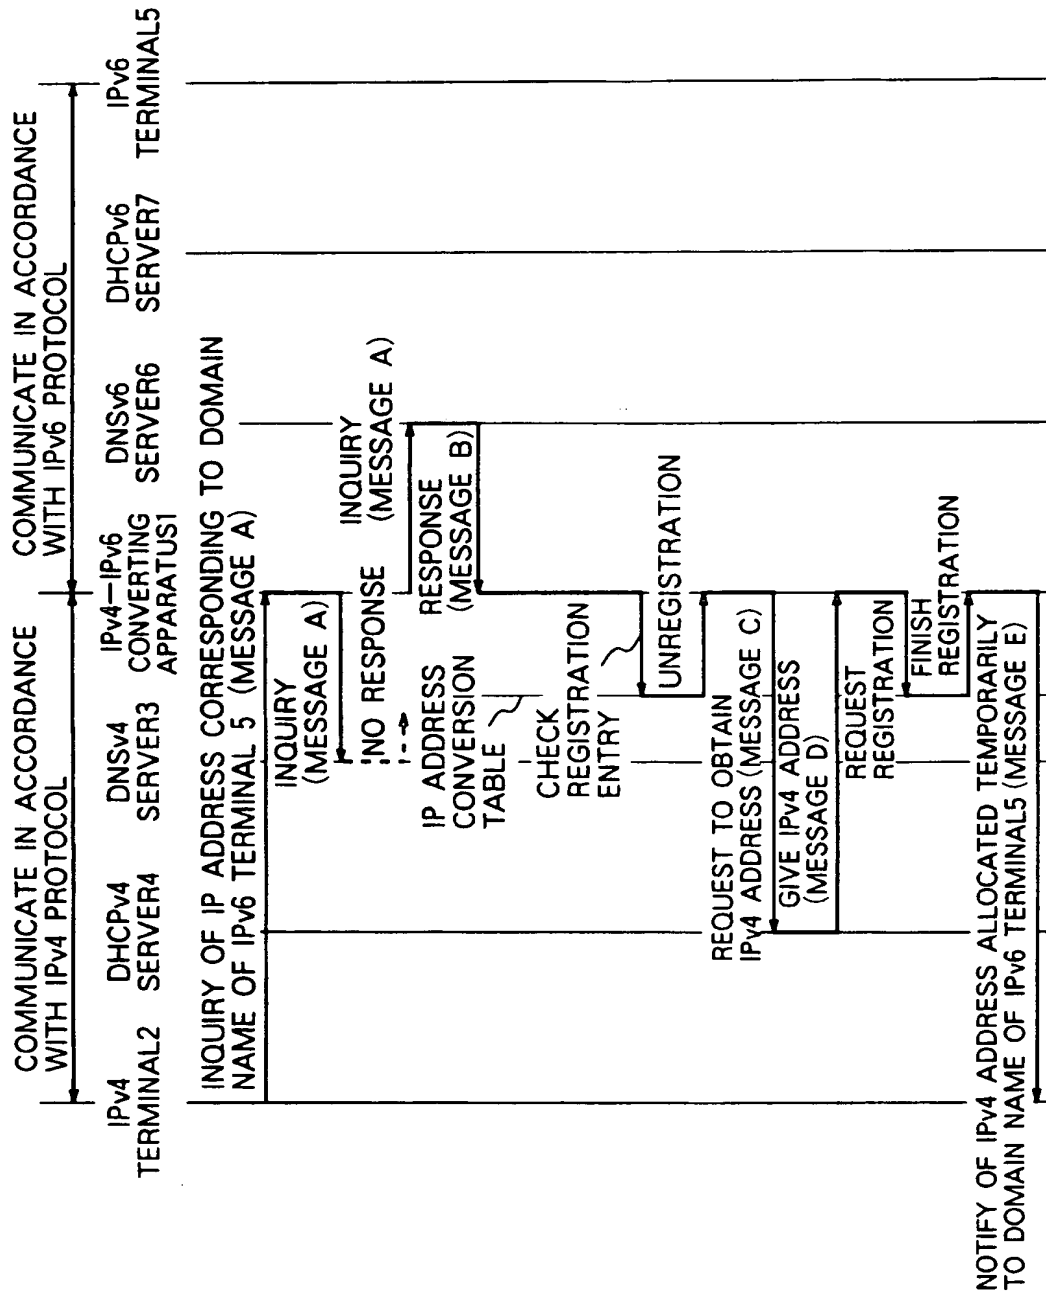 COMMUNICATE IN ACCORDANCE
WITH IPv4 PROTOCOL
COMMUNICATE IN ACCORDANCE
WITH IPv6 PROTOCOL
IPv4
TERMINAL2
DHCPv4
SERVER4
DNSv4
SERVER3
IPv4-IPv6
CONVERTING
APPARATUS1
DNSv6
SERVER6
DHCPv6
SERVER7
IPv6
TERMINAL5
INQUIRY OF IP ADDRESS CORRESPONDING TO DOMAIN
NAME OF IPv6 TERMINAL 5 (MESSAGE A)
INQUIRY
(MESSAGE A)
NO RESPONSE
INQUIRY
(MESSAGE A)
RESPONSE
(MESSAGE B)
IP ADDRESS
CONVERSION
TABLE
CHECK
REGISTRATION
ENTRY
UNREGISTRATION
REQUEST TO OBTAIN
IPv4 ADDRESS (MESSAGE C)
GIVE IPv4 ADDRESS
(MESSAGE D)
REQUEST
REGISTRATION
FINISH
REGISTRATION
NOTIFY OF IPv4 ADDRESS ALLOCATED TEMPORARILY
TO DOMAIN NAME OF IPv6 TERMINAL5 (MESSAGE E)